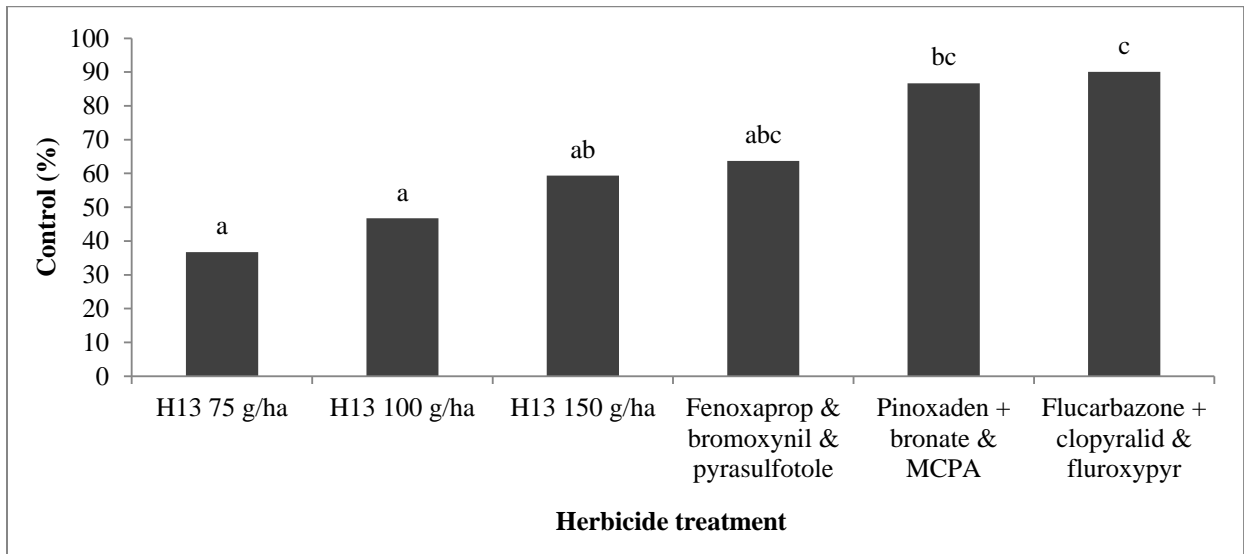 100
90
80
70
60
50
40
30
20
10
0
Control (%)
a
a
ab
abc
bc
c
H13 75 g/ha
H13 100 g/ha
H13 150 g/ha
Fenoxaprop &
bromoxynil &
pyrasulfotole
Pinoxaden +
bronate &
MCPA
Flucarbazone +
clopyralid &
fluroxypyr
Herbicide treatment